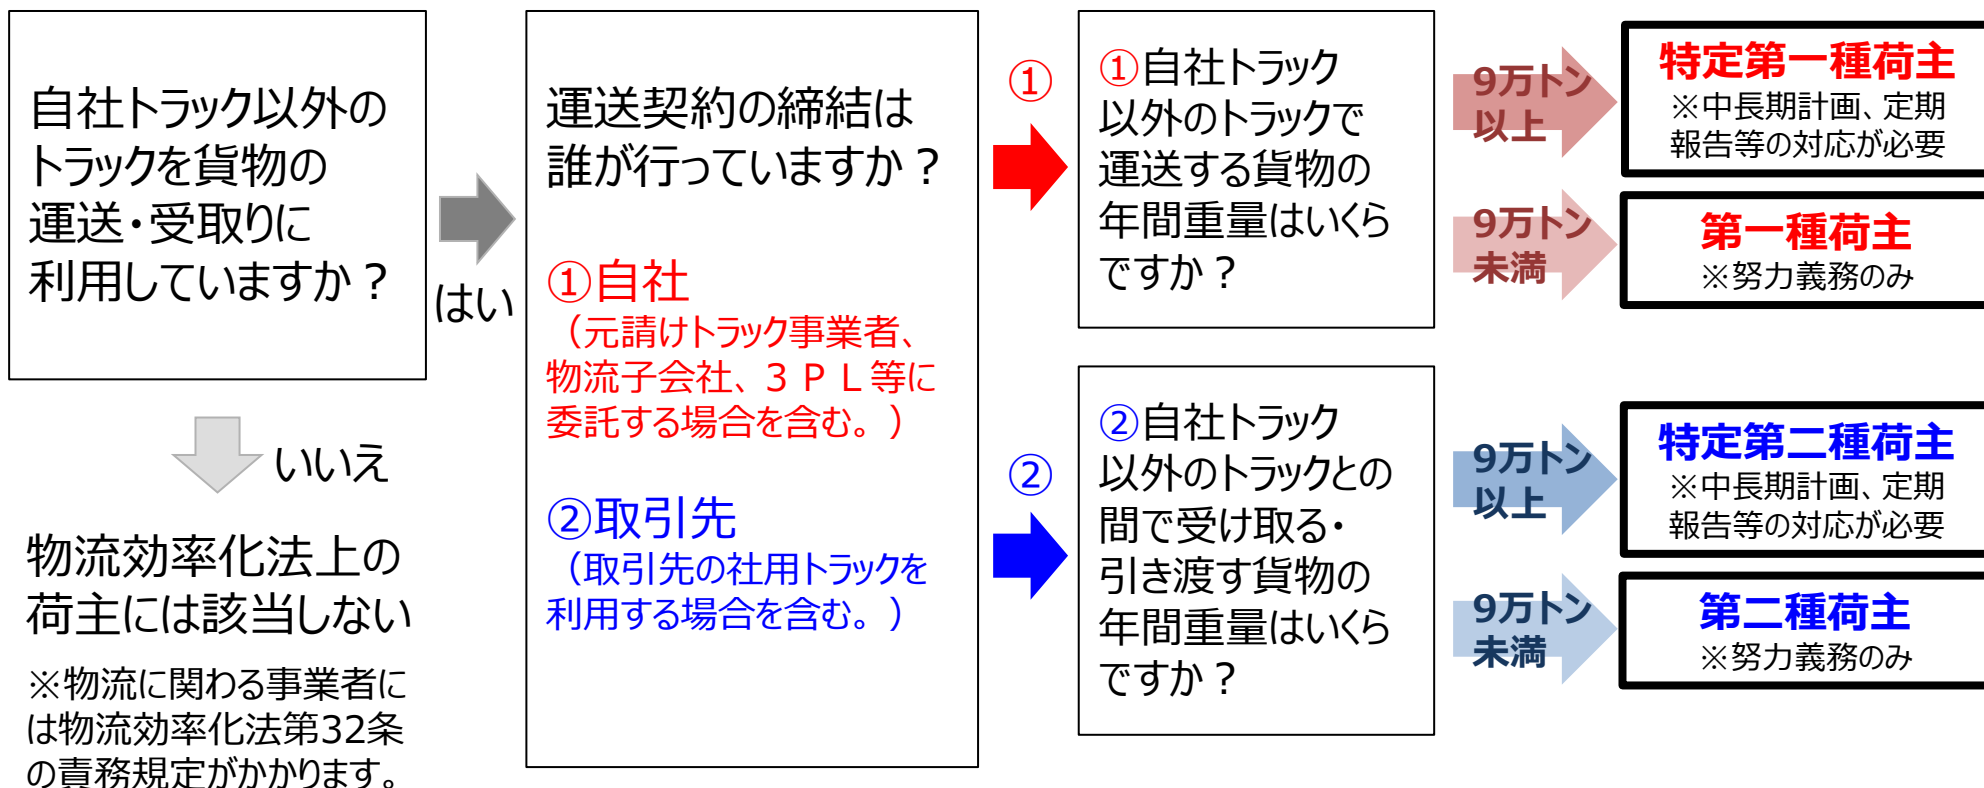 自社トラック以外の
トラックを貨物の
運送・受取りに
利用していますか？
はい
いいえ
物流効率化法上の
荷主には該当しない
※物流に関わる事業者に
は物流効率化法第32条
の責務規定がかかります。
運送契約の締結は
誰が行っていますか？
①自社
（元請けトラック事業者、
物流子会社、３ＰＬ等に
委託する場合を含む。）
②取引先
（取引先の社用トラックを
利用する場合を含む。）
①
①自社トラック
以外のトラックで
運送する貨物の
年間重量はいくら
ですか？
9万トン
以上
特定第一種荷主
※中長期計画、定期
報告等の対応が必要
9万トン
未満
第一種荷主
※努力義務のみ
②
②自社トラック
以外のトラックとの
間で受け取る・
引き渡す貨物の
年間重量はいくら
ですか？
9万トン
以上
特定第二種荷主
※中長期計画、定期
報告等の対応が必要
9万トン
未満
第二種荷主
※努力義務のみ